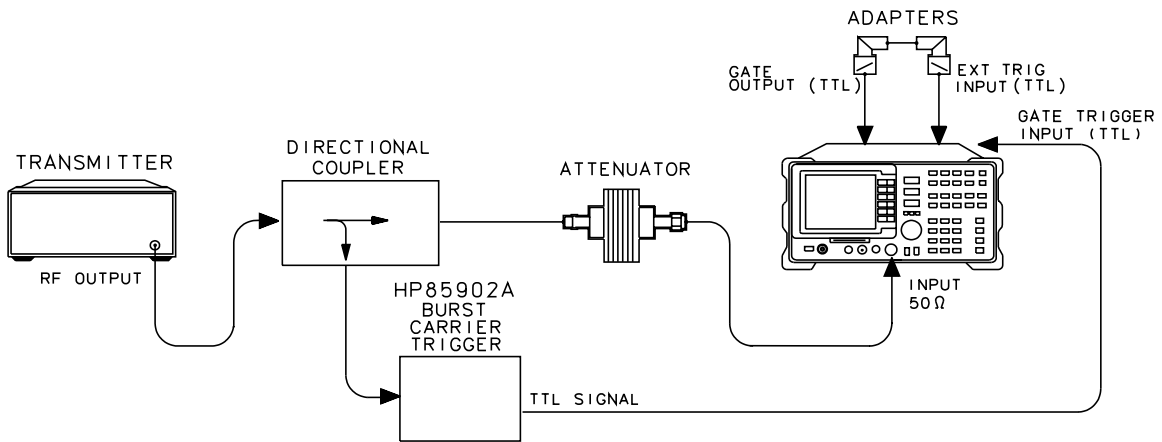 ADAPTERS
GATE
OUTPUT (TTL)
EXT TRIG
INPUT (TTL)
GATE TRIGGER
INPUT (TTL)
TRANSMITTER
DIRECTIONAL
COUPLER
ATTENUATOR
RF OUTPUT
HP85902A
BURST
CARRIER
TRIGGER
INPUT
50Ω
TTL SIGNAL